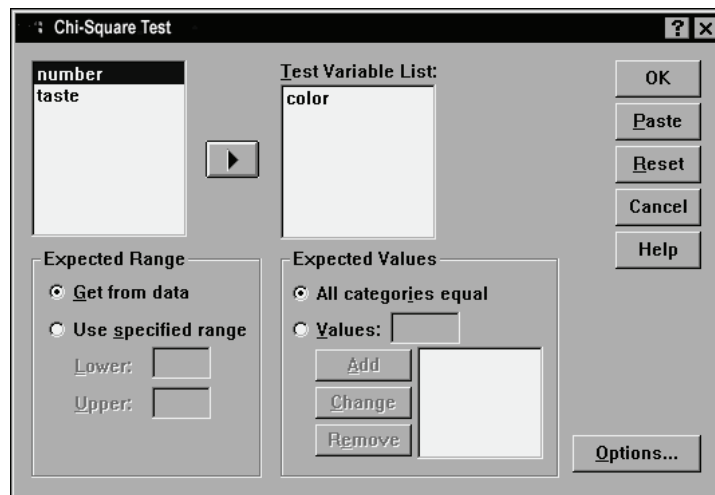 Chi-Square Test
number
taste
Test Variable List:
color
OK
Paste
Reset
Cancel
Help
Expected Range
Get from data
Use specified range
Lower:
Upper:
Expected Values
All categories equal
Values:
Add
Change
Remove
Options...